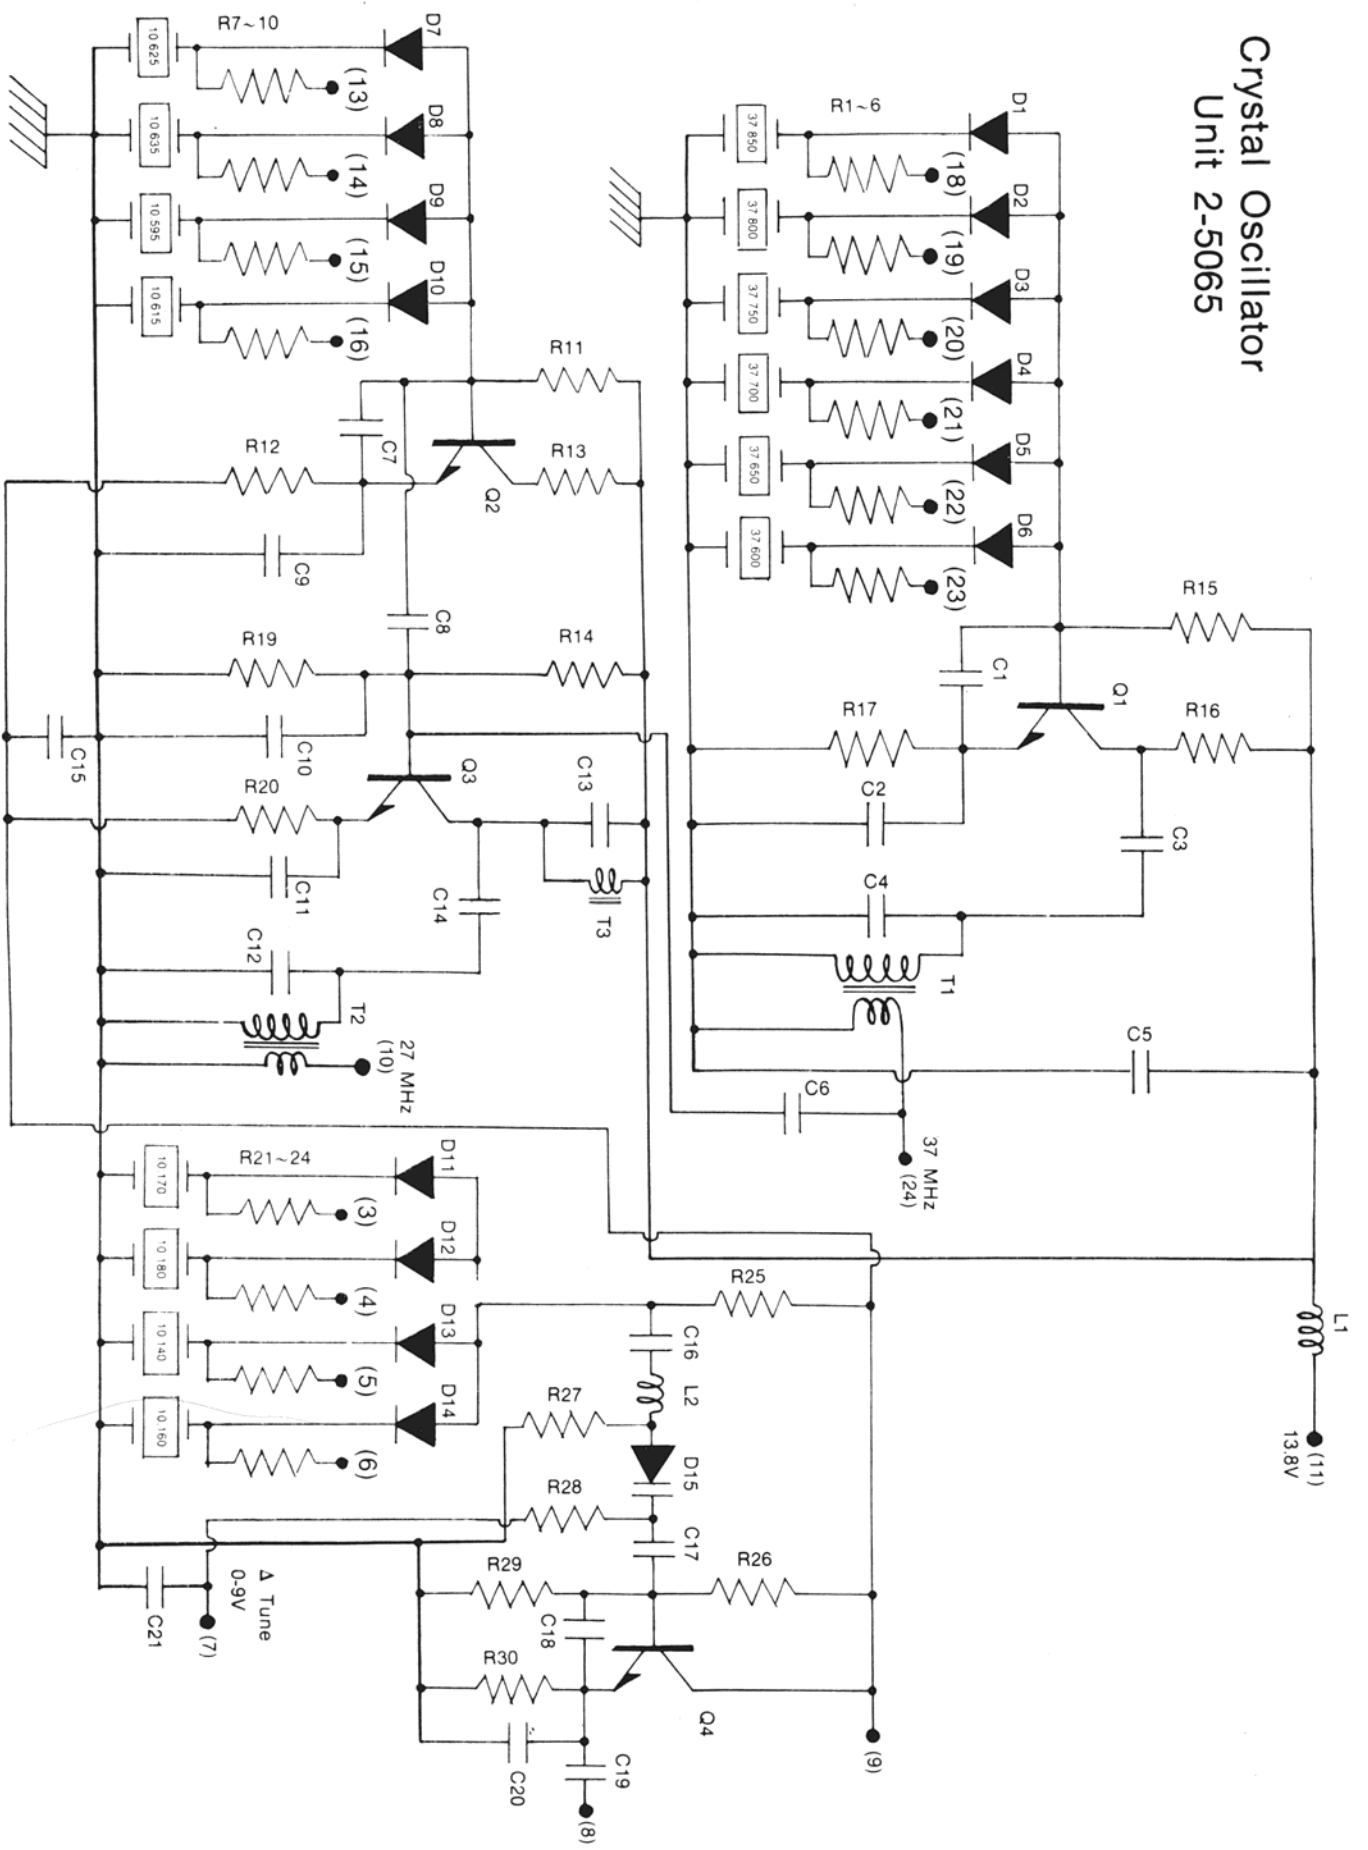 Crystal Oscillator
Unit 2-5065
D1
D2
D3
D4
D5
D6
R1~6
(18)
(19)
(20)
(21)
(22)
(23)
37.850
37.800
37.750
37.700
37.650
37.600
R15
R16
Q1
C1
R17
C2
C3
C4
T1
C5
C6
37 MHz
(24)
L1
(11)
13.8V
D7
D8
D9
D10
R7~10
(13)
(14)
(15)
(16)
10.625
10.635
10.595
10.615
R11
R13
Q2
C7
R12
C9
C8
R14
R19
C10
C15
Q3
R20
C11
C13
T3
C14
C12
T2
27 MHz
(10)
D11
D12
D13
D14
R21~24
(3)
(4)
(5)
(6)
10.170
10.180
10.140
10.160
R25
C16
L2
R27
D15
R28
C17
R26
R29
C18
R30
Q4
C20
C19
(8)
(9)
Δ Tune
0-9V
(7)
C21